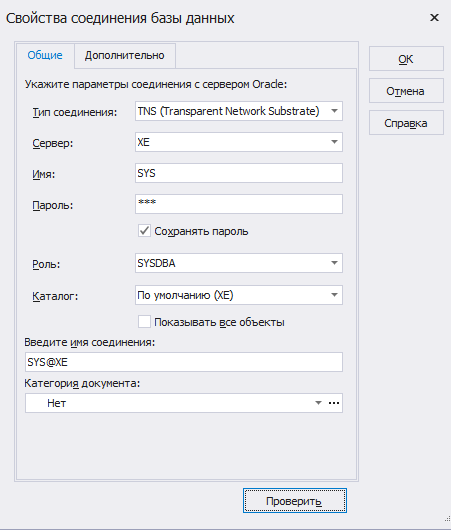 Свойства соединения базы данных
Общие
Дополнительно
Укажите параметры соединения с сервером Oracle:
Тип соединения: TNS (Transparent Network Substrate)
Сервер: XE
Имя: SYS
Пароль: ***
Сохранять пароль
Роль: SYSDBA
Каталог: По умолчанию (XE)
Показывать все объекты
Введите имя соединения:
SYS@XE
Категория документа:
Нет
Проверить
OK
Отмена
Справка